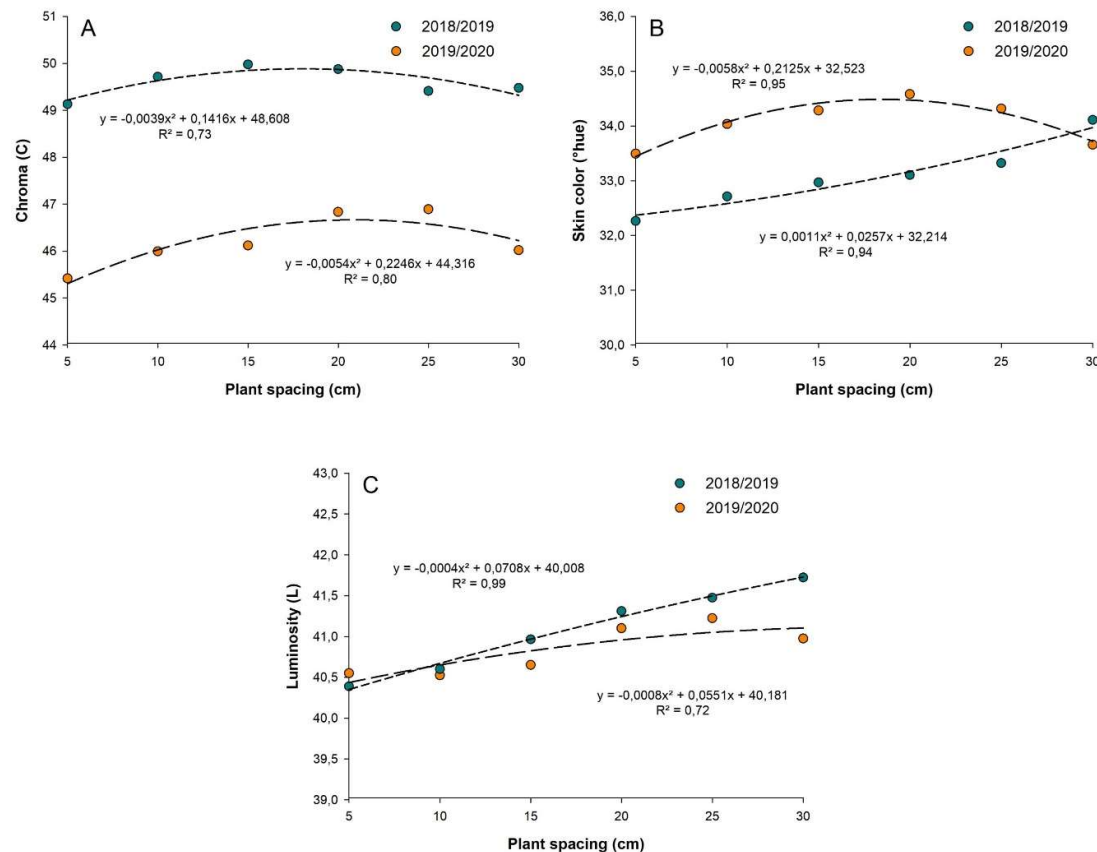 A
2018/2019
2019/2020
51
50
49
48
47
46
45
44
Chroma (C)
y = -0,0039x² + 0,1416x + 48,608
R² = 0,73
y = -0,0054x² + 0,2246x + 44,316
R² = 0,80
5 10 15 20 25 30
Plant spacing (cm)
B
2018/2019
2019/2020
36,0
35,0
34,0
33,0
32,0
31,0
30,0
Skin color (°hue)
y = -0,0058x² + 0,2125x + 32,523
R² = 0,95
y = 0,0011x² + 0,0257x + 32,214
R² = 0,94
5 10 15 20 25 30
Plant spacing (cm)
C
2018/2019
2019/2020
43,0
42,5
42,0
41,5
41,0
40,5
40,0
39,5
39,0
Luminosity (L)
y = -0,0004x² + 0,0708x + 40,008
R² = 0,99
y = -0,0008x² + 0,0551x + 40,181
R² = 0,72
5 10 15 20 25 30
Plant spacing (cm)